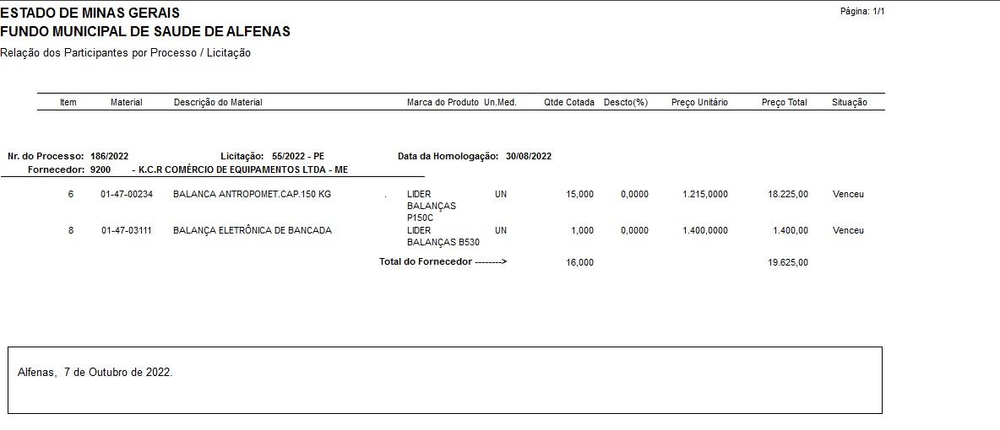 ESTADO DE MINAS GERAIS
Página: 1/1
FUNDO MUNICIPAL DE SAUDE DE ALFENAS
Relação dos Participantes por Processo / Licitação
Item Material Descrição do Material Marca do Produto Un.Med. Qtde Cotada Descto(%) Preço Unitário Preço Total Situação
Nr. do Processo: 186/2022 Licitação: 55/2022 - PE Data da Homologação: 30/08/2022
Fornecedor: 9200 - K.C.R COMÉRCIO DE EQUIPAMENTOS LTDA - ME
6 01-47-00234 BALANCA ANTROPOMET.CAP.150 KG . LIDER UN 15,000 0,0000 1.215,0000 18.225,00 Venceu
BALANÇAS
P150C
8 01-47-03111 BALANÇA ELETRÔNICA DE BANCADA LIDER UN 1,000 0,0000 1.400,0000 1.400,00 Venceu
BALANÇAS B530
Total do Fornecedor --------> 16,000 19.625,00
Alfenas, 7 de Outubro de 2022.